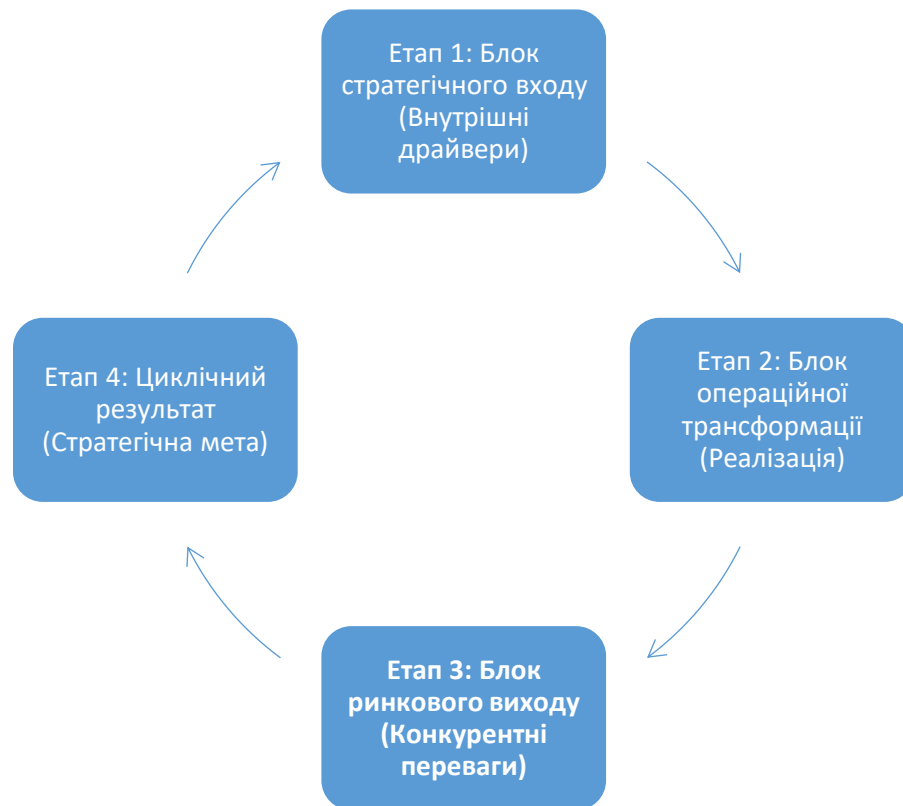 Етап 1: Блок
стратегічного входу
(Внутрішні
драйвери)
Етап 2: Блок
операційної
трансформації
(Реалізація)
Етап 3: Блок
ринкового виходу
(Конкурентні
переваги)
Етап 4: Циклічний
результат
(Стратегічна мета)